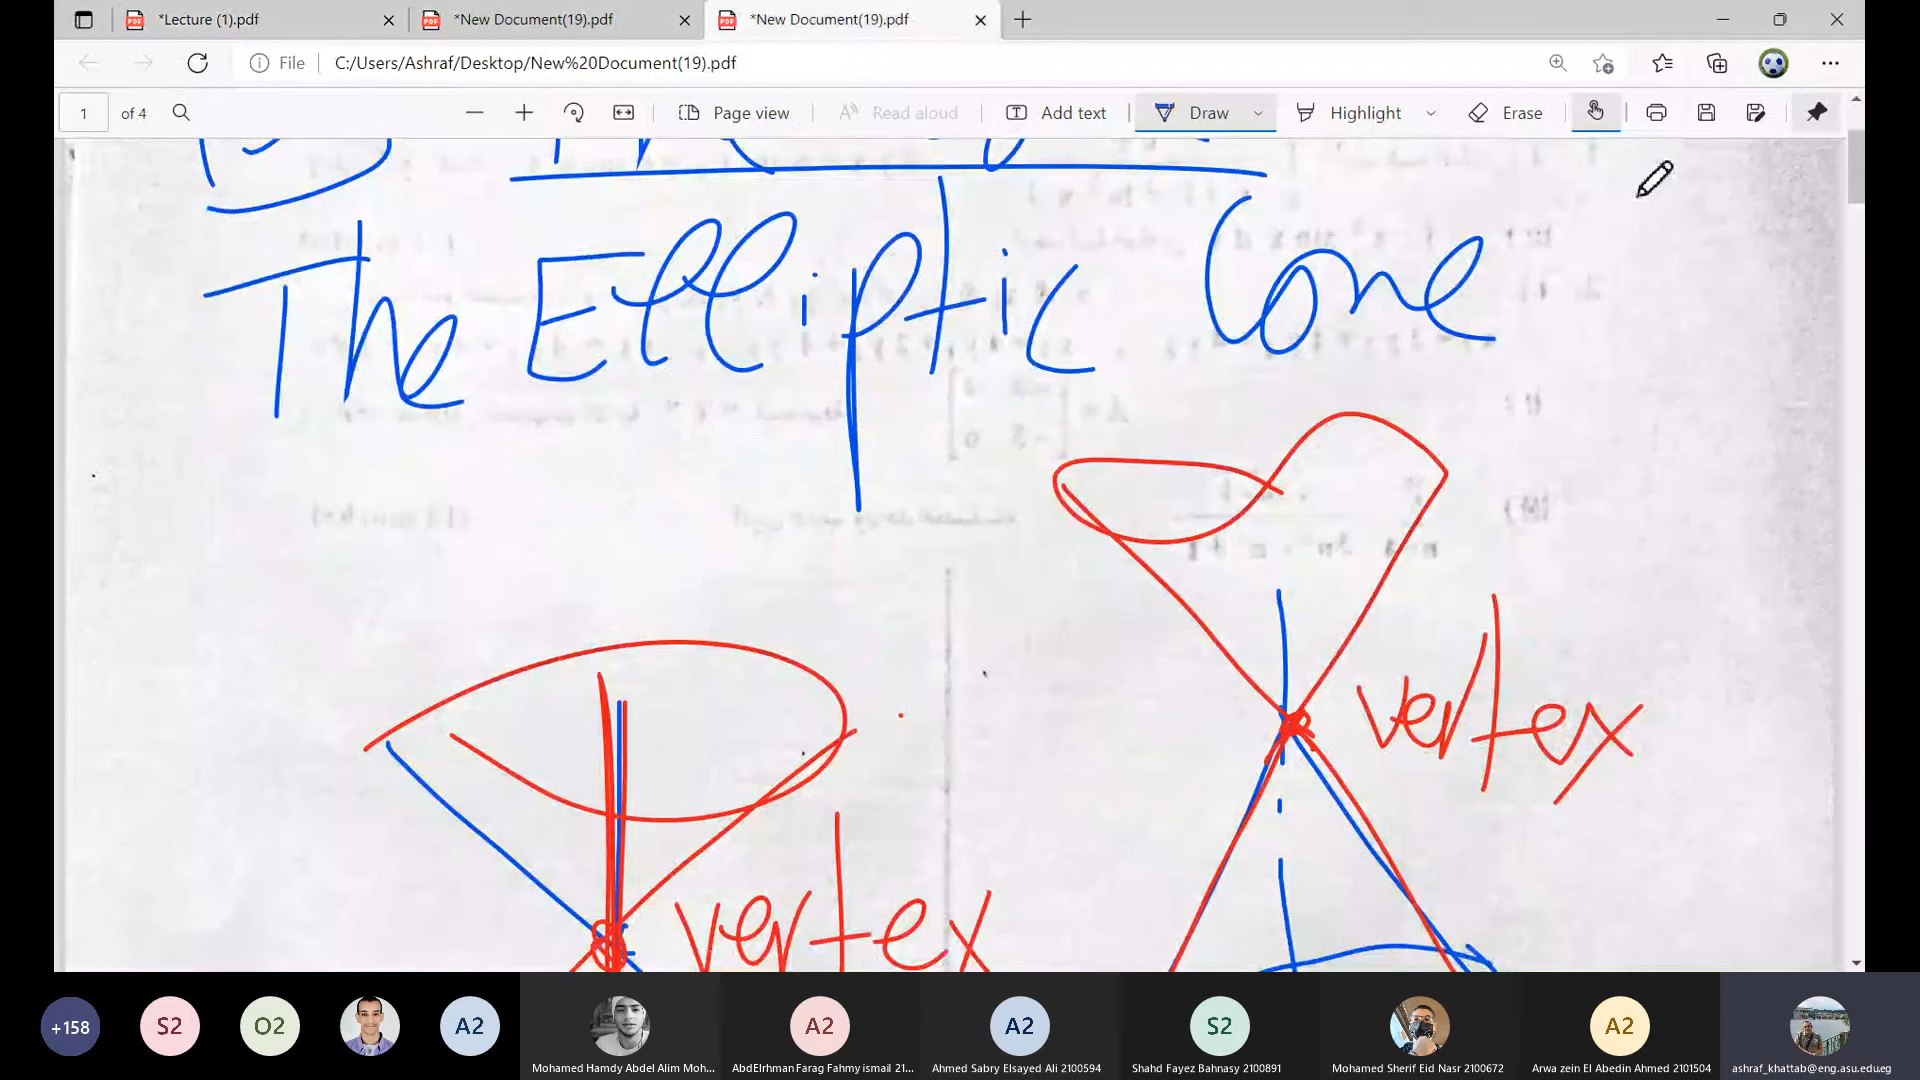 *Lecture (1).pdf
*New Document(19).pdf
*New Document(19).pdf
File
C:/Users/Ashraf/Desktop/New%20Document(19).pdf
1 of 4
Page view
Read aloud
Add text
Draw
Highlight
Erase
The Elliptic Cone
vertex
vertex
+158
S2
O2
A2
A2
A2
S2
A2
Mohamed Hamdy Abdel Alim Moh...
AbdElrhman Farag Fahmy ismail 21...
Ahmed Sabry Elsayed Ali 2100594
Shahd Fayez Bahnasy 2100891
Mohamed Sherif Eid Nasr 2100672
Arwa zein El Abedin Ahmed 2101504
ashraf_khattab@eng.asu.edu.eg